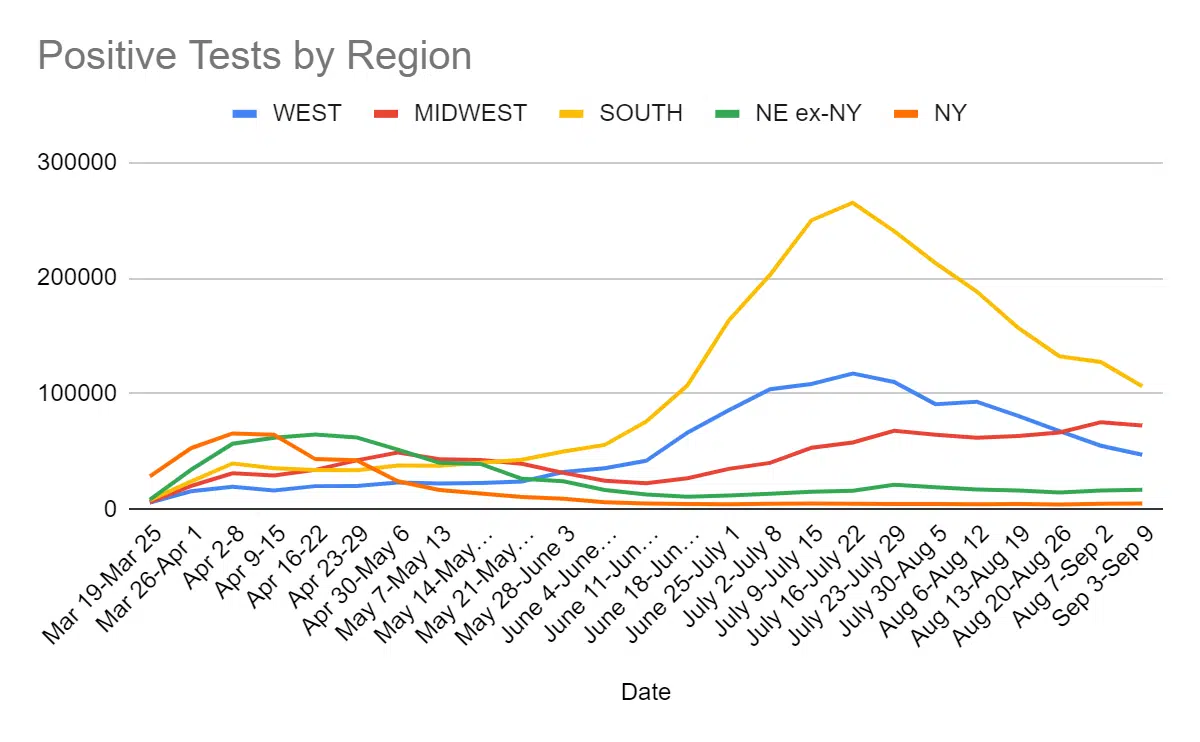 Positive Tests by Region
WEST MIDWEST SOUTH NE ex-NY NY
300000
200000
100000
0
Mar 19-Mar 25
Mar 26-Apr 1
Apr 2-8
Apr 9-15
Apr 16-22
Apr 23-29
Apr 30-May 6
May 7-May 13
May 14-May…
May 21-May…
May 28-June 3
June 4-June…
June 11-Jun…
June 18-Jun…
June 25-July 1
July 2-July 8
July 9-July 15
July 16-July 22
July 23-July 29
July 30-Aug 5
Aug 6-Aug 12
Aug 13-Aug 19
Aug 20-Aug 26
Aug 7-Sep 2
Sep 3-Sep 9
Date